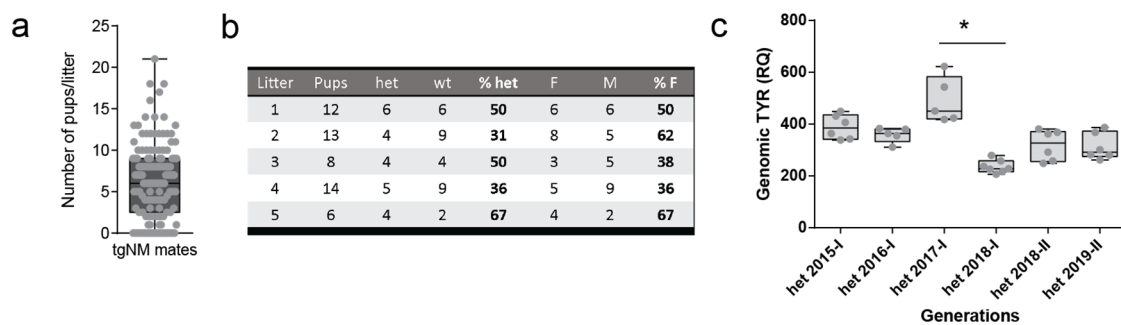 a
Number of pups/litter
25
20
15
10
5
0
tgNM mates
b
Litter Pups het wt % het F M % F
1 12 6 6 50 6 6 50
2 13 4 9 31 8 5 62
3 8 4 4 50 3 5 38
4 14 5 9 36 5 9 36
5 6 4 2 67 4 2 67
c
Genomic TYR (RQ)
800
600
400
200
0
*
het 2015-I
het 2016-I
het 2017-I
het 2018-I
het 2018-II
het 2019-II
Generations